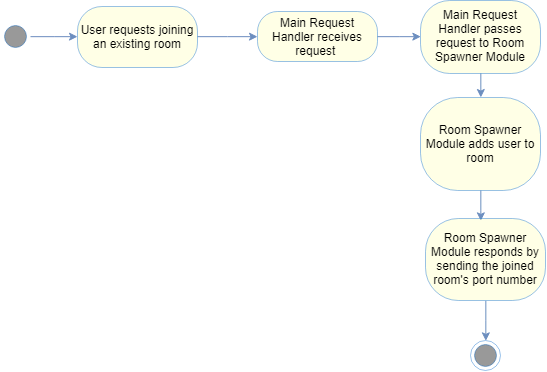 User requests joining
an existing room
Main Request
Handler receives
request
Main Request
Handler passes
request to Room
Spawner Module
Room Spawner
Module adds user to
room
Room Spawner
Module responds by
sending the joined
room's port number